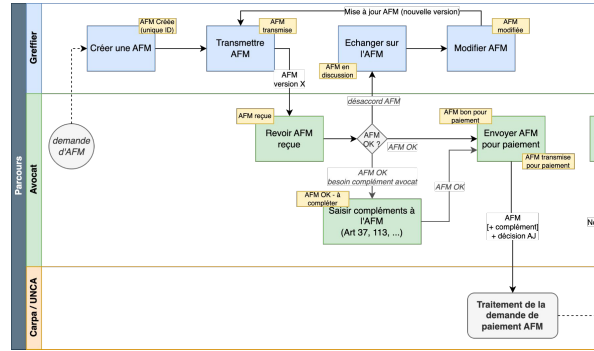 Parcours
Greffier
AFM Créée
(unique ID)
Créer une AFM
AFM
transmise
Transmettre
AFM
Mise à jour AFM (nouvelle version)
Echanger sur
l'AFM
AFM en
discussion
AFM
modifiée
Modifier AFM
AFM
version X
Avocat
demande
d'AFM
AFM reçue
Revoir AFM
reçue
désaccord AFM
AFM
OK ?
AFM OK
AFM bon pour
paiement
Envoyer AFM
pour paiement
AFM transmise
pour paiement
AFM OK
besoin complément avocat
AFM OK
AFM OK - à
compléter
Saisir compléments à
l'AFM
(Art 37, 113, ...)
AFM
[+ complément]
+ décision AJ
Carpa / UNCA
Traitement de la
demande de
paiement AFM